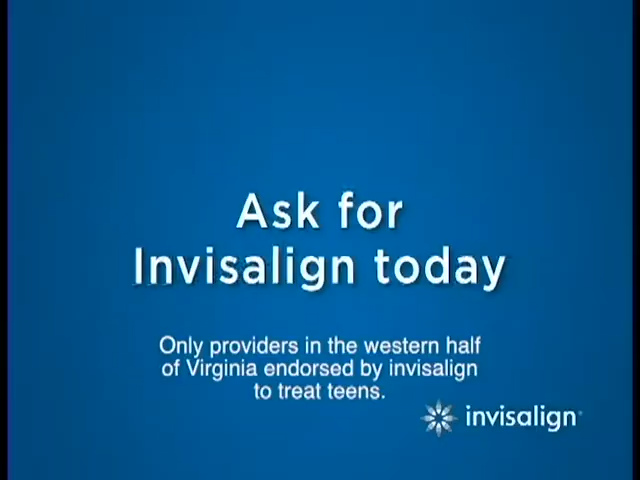 Ask for
Invisalign today
Only providers in the western half
of Virginia endorsed by invisalign
to treat teens.
invisalign